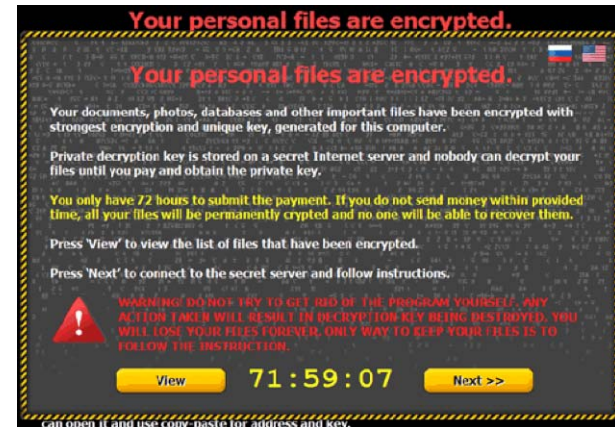 Your personal files are encrypted.
Your personal files are encrypted.
Your documents, photos, databases and other important files have been encrypted with
strongest encryption and unique key, generated for this computer.
Private decryption key is stored on a secret Internet server and nobody can decrypt your
files until you pay and obtain the private key.
You only have 72 hours to submit the payment. If you do not send money within provided
time, all your files will be permanently crypted and no one will be able to recover them.
Press 'View' to view the list of files that have been encrypted.
Press 'Next' to connect to the secret server and follow instructions.
WARNING! DO NOT TRY TO GET RID OF THE PROGRAM YOURSELF. ANY
ACTION TAKEN WILL RESULT IN DECRYPTION KEY BEING DESTROYED. YOU
WILL LOSE YOUR FILES FOREVER. ONLY WAY TO KEEP YOUR FILES IS TO
FOLLOW THE INSTRUCTION.
View 71:59:07 Next >>
can open it and use copy-paste for address and key.